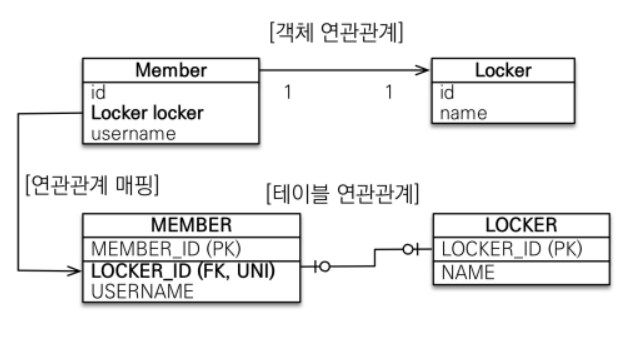 [객체 연관관계]
Member
id
Locker locker
username
1
1
Locker
id
name
[연관관계 매핑]
[테이블 연관관계]
MEMBER
MEMBER_ID (PK)
LOCKER_ID (FK, UNI)
USERNAME
LOCKER
LOCKER_ID (PK)
NAME